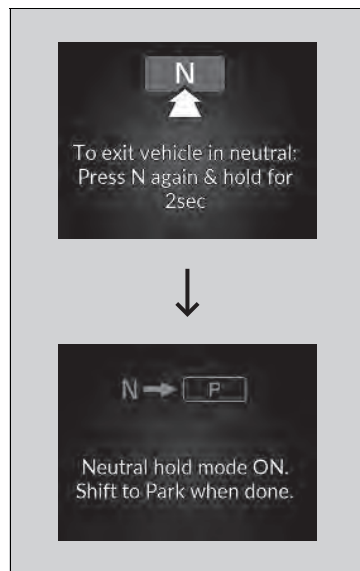 N
To exit vehicle in neutral:
Press N again & hold for
2sec
N P
Neutral hold mode ON.
Shift to Park when done.